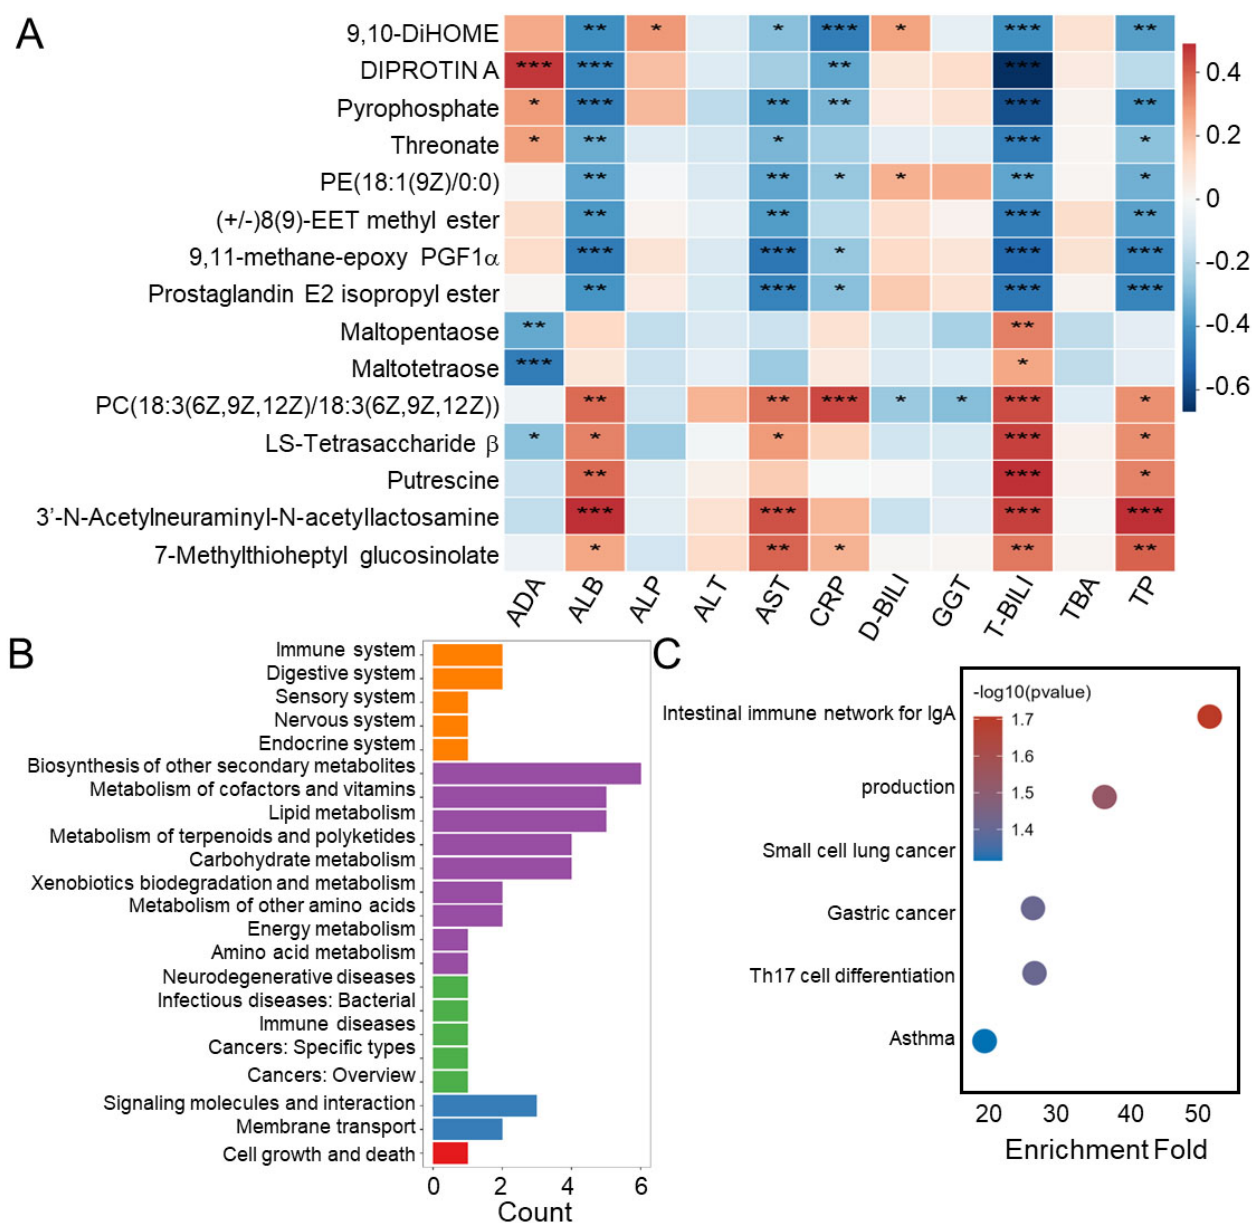 A
9,10-DiHOME ** * * *** * *** **
DIPROTIN A *** *** ** ***
Pyrophosphate * *** ** ** *** **
Threonate * ** * *** *
PE(18:1(9Z)/0:0) ** ** * * ** *
(+/-)8(9)-EET methyl ester ** ** *** **
9,11-methane-epoxy PGF1α *** *** * *** ***
Prostaglandin E2 isopropyl ester ** *** * *** ***
Maltopentaose ** **
Maltotetraose *** *
PC(18:3(6Z,9Z,12Z)/18:3(6Z,9Z,12Z)) ** ** *** * * *** *
LS-Tetrasaccharide β * * * *** *
Putrescine ** *** *
3’-N-Acetylneuraminyl-N-acetyllactosamine *** *** *** ***
7-Methylthioheptyl glucosinolate * ** * ** **
ADA ALB ALP ALT AST CRP D-BILI GGT T-BILI TBA TP
0.4
0.2
0
-0.2
-0.4
-0.6
B
Immune system
Digestive system
Sensory system
Nervous system
Endocrine system
Biosynthesis of other secondary metabolites
Metabolism of cofactors and vitamins
Lipid metabolism
Metabolism of terpenoids and polyketides
Carbohydrate metabolism
Xenobiotics biodegradation and metabolism
Metabolism of other amino acids
Energy metabolism
Amino acid metabolism
Neurodegenerative diseases
Infectious diseases: Bacterial
Immune diseases
Cancers: Specific types
Cancers: Overview
Signaling molecules and interaction
Membrane transport
Cell growth and death
0 2 4 6
Count
C
-log10(pvalue)
1.7
1.6
1.5
1.4
Intestinal immune network for IgA
production
Small cell lung cancer
Gastric cancer
Th17 cell differentiation
Asthma
20 30 40 50
Enrichment Fold